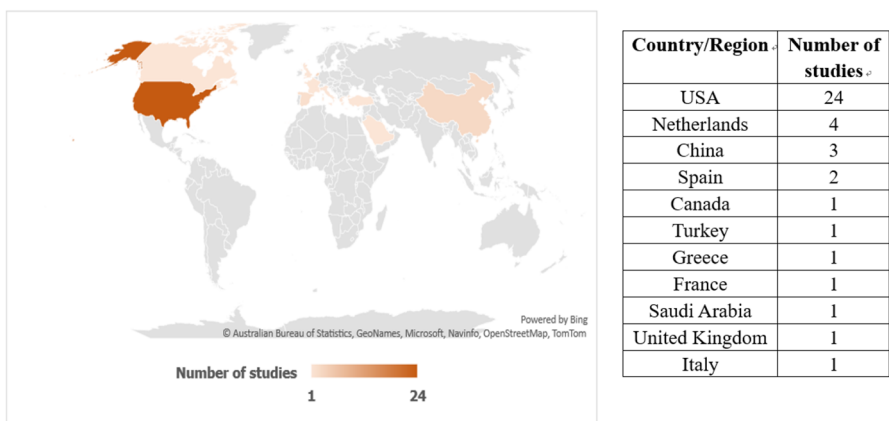 Powered by Bing
© Australian Bureau of Statistics, GeoNames, Microsoft, Navinfo, OpenStreetMap, TomTom
Number of studies
1 24
Country/Region Number of
studies
USA 24
Netherlands 4
China 3
Spain 2
Canada 1
Turkey 1
Greece 1
France 1
Saudi Arabia 1
United Kingdom 1
Italy 1